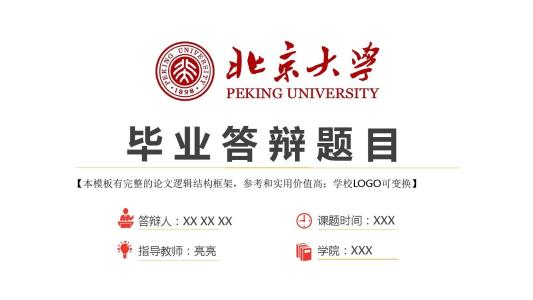 PEKING UNIVERSITY
1898
北京大学
PEKING UNIVERSITY
毕业答辩题目
【本模板有完整的论文逻辑结构框架，参考和实用价值高；学校LOGO可变换】
答辩人：XX XX XX
课题时间：XXX
指导教师：亮亮
学院：XXX